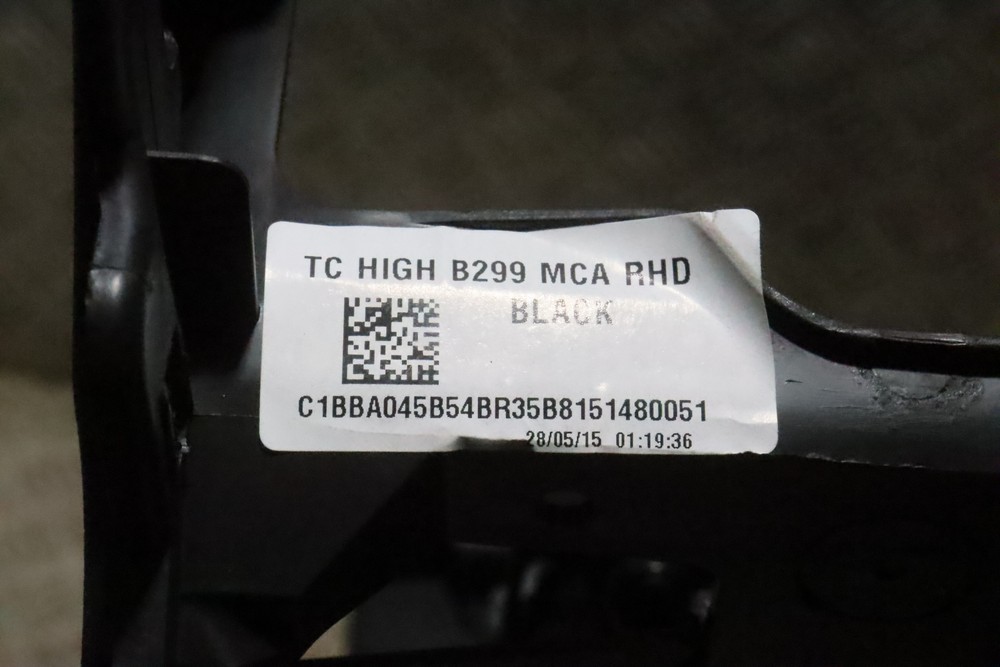 TC HIGH B299 MCA RHD
BLACK
C1BBA045B54BR35B8151480051
28/05/15 01:19:36